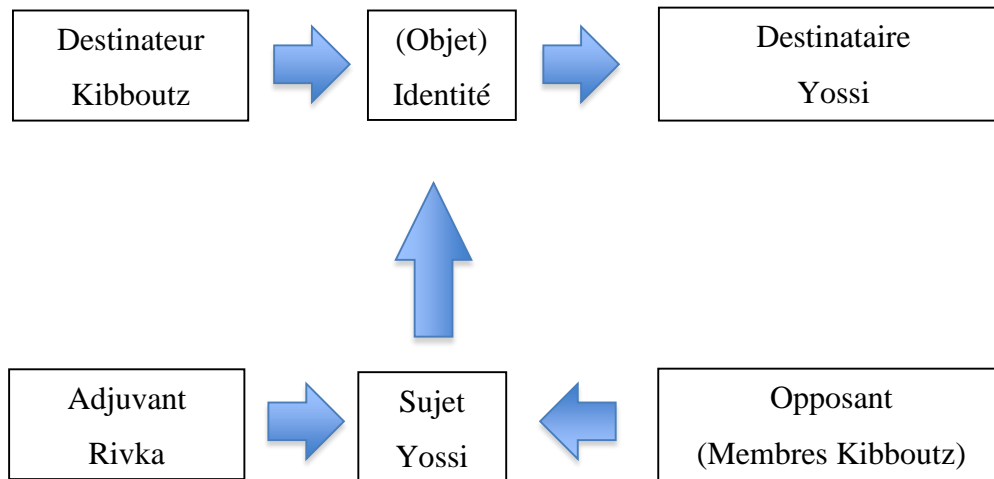 Destinateur
Kibboutz
(Objet)
Identité
Destinataire
Yossi
Adjuvant
Rivka
Sujet
Yossi
Opposant
(Membres Kibboutz)